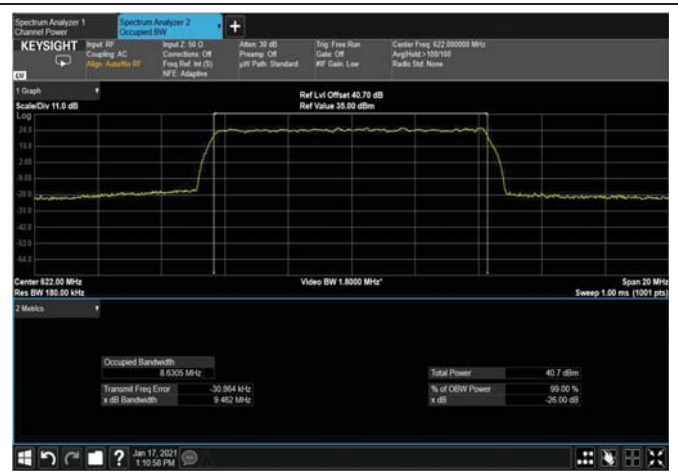 Spectrum Analyzer 1
Channel Power
Spectrum Analyzer 2
Occupied BW
+
KEYSIGHT
Input: RF
Coupling: AC
Align: Auto/No RF
Input Z: 50 Ω
Corrections: Off
Freq Ref: Int (S)
NFE: Adaptive
Atten: 30 dB
Preamp: Off
µW Path: Standard
Trig: Free Run
Gate: Off
#IF Gain: Low
Center Freq: 622.000000 MHz
Avg|Hold:>100/100
Radio Std: None
1 Graph
Scale/Div 11.0 dB
Ref Lvl Offset 40.70 dB
Ref Value 35.00 dBm
Log
24.0
13.0
2.00
-9.00
-20.0
-31.0
-42.0
-53.0
-64.0
Center 622.00 MHz
Res BW 180.00 kHz
Video BW 1.8000 MHz*
Span 20 MHz
Sweep 1.00 ms (1001 pts)
2 Metrics
Occupied Bandwidth
8.6305 MHz
Total Power 40.7 dBm
Transmit Freq Error -30.864 kHz
% of OBW Power 99.00 %
x dB Bandwidth 9.462 MHz
x dB -26.00 dB
? Jan 17, 2021
1:10:58 PM